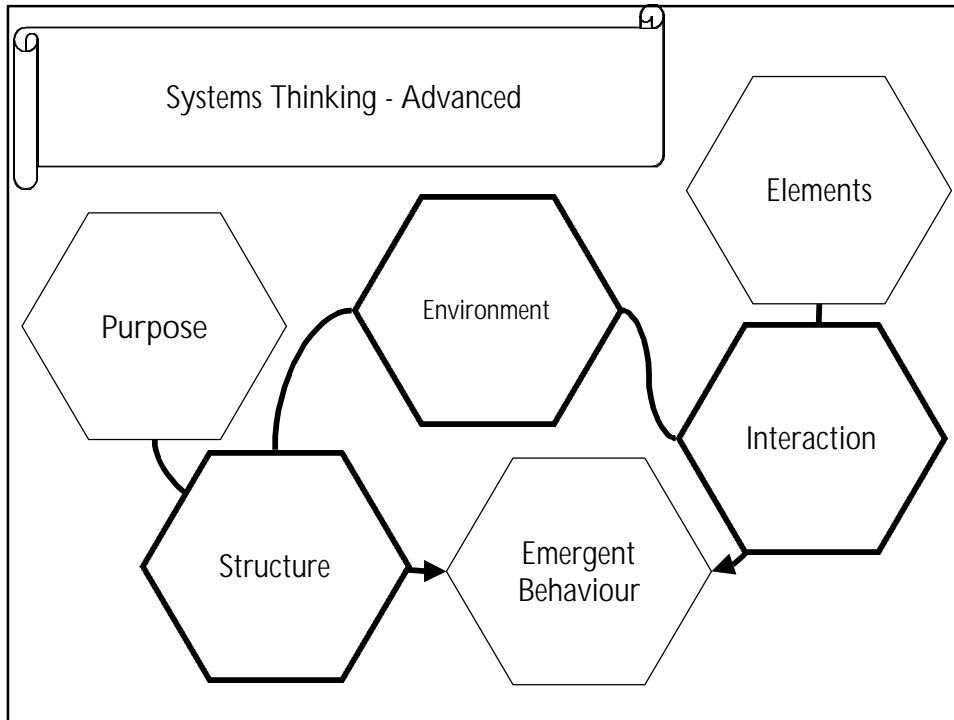 Systems Thinking - Advanced
Elements
Environment
Purpose
Interaction
Structure
Emergent
Behaviour